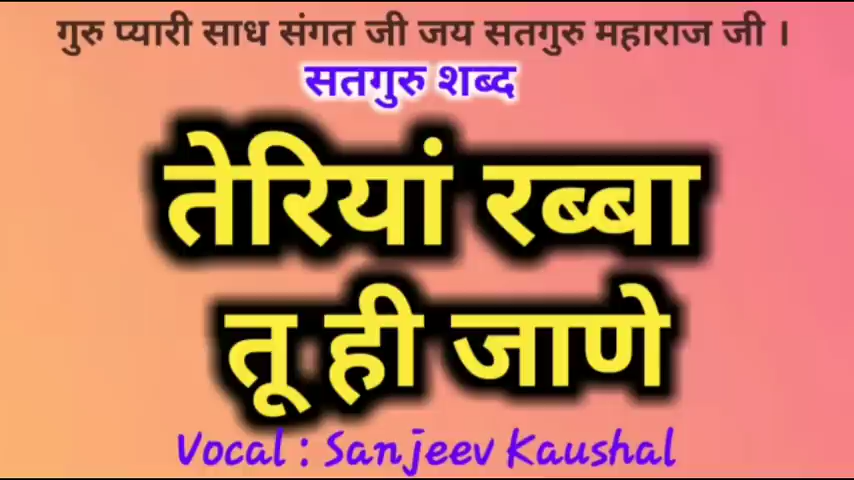 गुरु प्यारी साध संगत जी जय सतगुरु महाराज जी ।
सतगुरु शब्द
तेरियां रब्बा
तू ही जाणे
Vocal : Sanjeev Kaushal